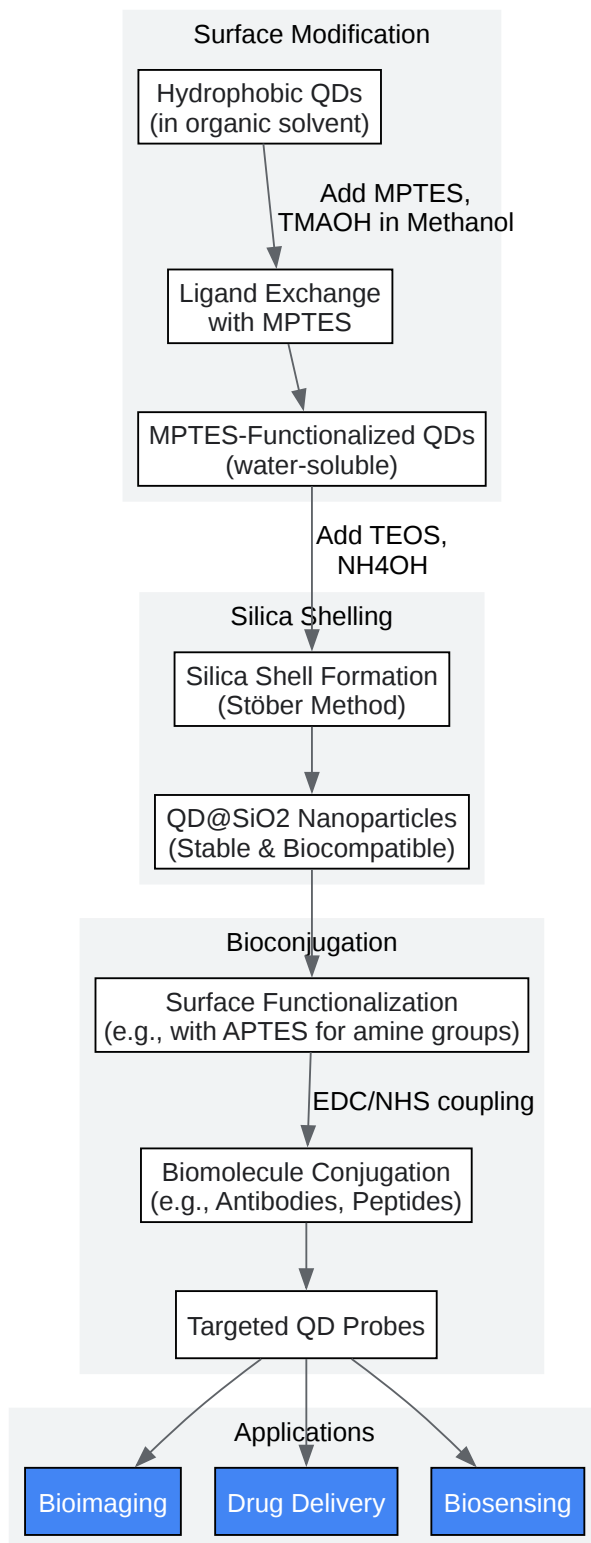 Surface Modification
Hydrophobic QDs
(in organic solvent)
Add MPTES,
TMAOH in Methanol
Ligand Exchange
with MPTES
MPTES-Functionalized QDs
(water-soluble)
Add TEOS,
NH4OH
Silica Shelling
Silica Shell Formation
(Stöber Method)
QD@SiO2 Nanoparticles
(Stable & Biocompatible)
Bioconjugation
Surface Functionalization
(e.g., with APTES for amine groups)
EDC/NHS coupling
Biomolecule Conjugation
(e.g., Antibodies, Peptides)
Targeted QD Probes
Applications
Bioimaging
Drug Delivery
Biosensing